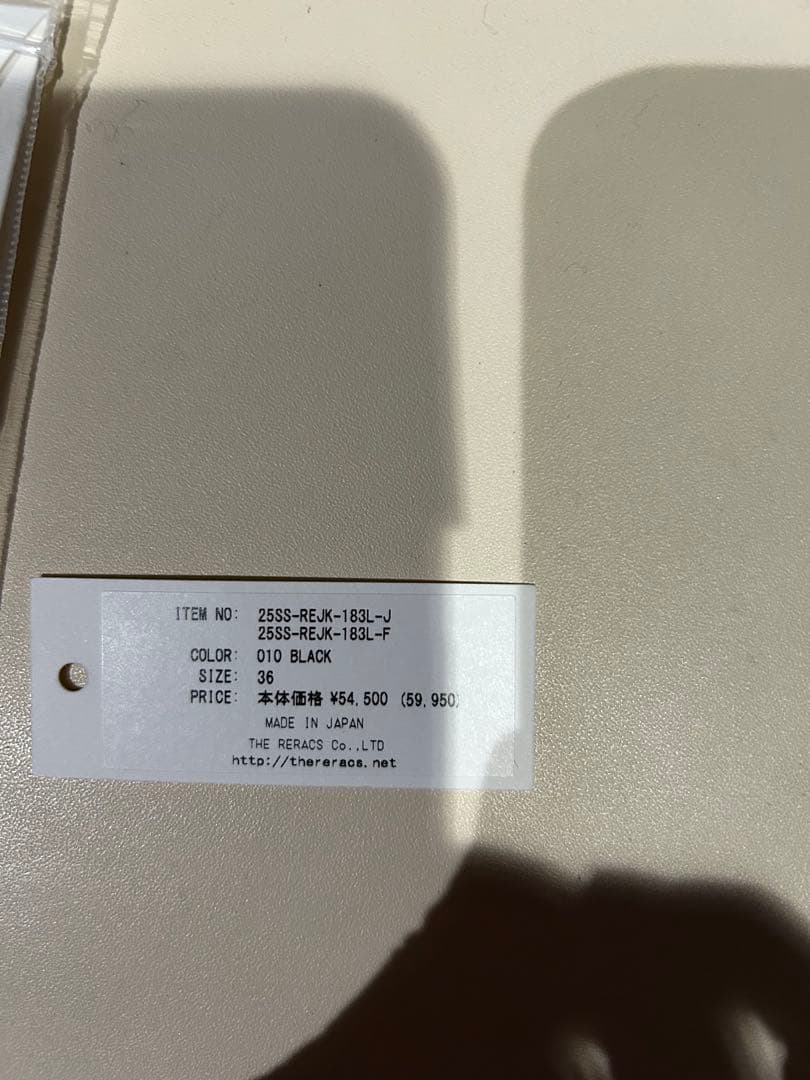 ITEM NO: 25SS-REJK-183L-J
25SS-REJK-183L-F
COLOR: 010 BLACK
SIZE: 36
PRICE: 本体価格 ¥54,500 (59,950)
MADE IN JAPAN
THE RERACS Co.,LTD
http://thereracs.net